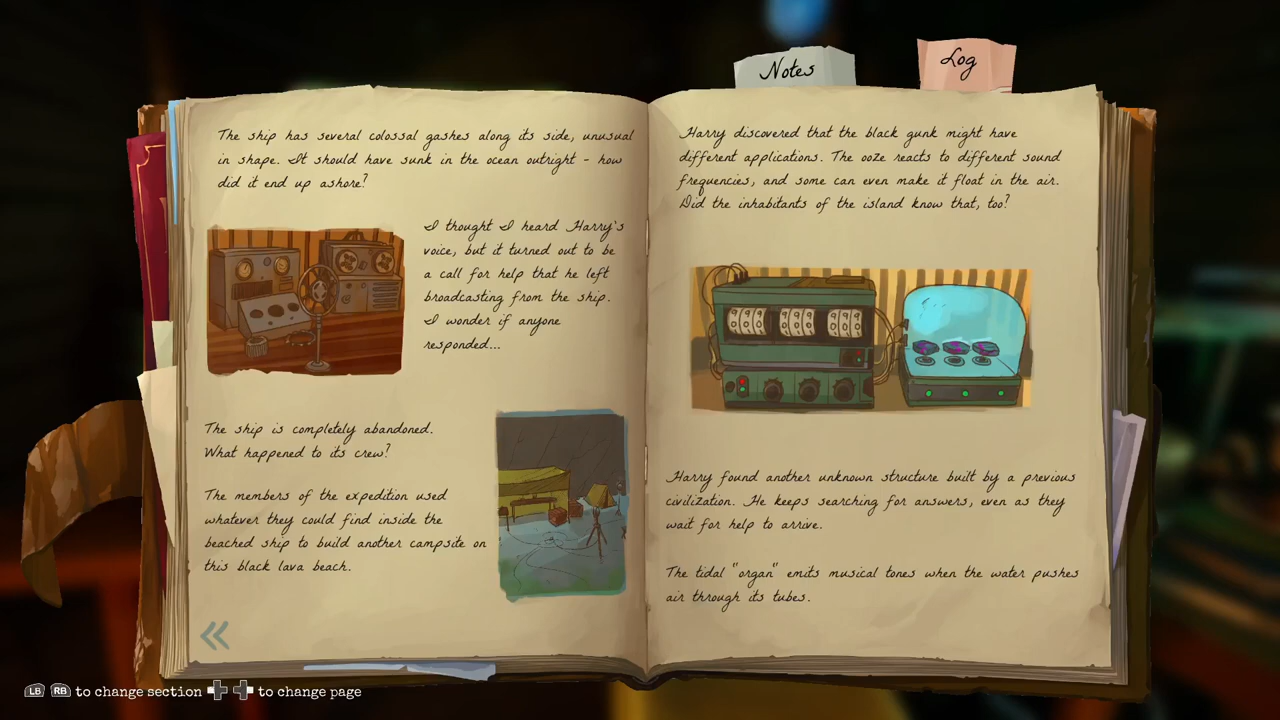 Notes
Log
The ship has several colossal gashes along its side, unusual
in shape. It should have sunk in the ocean outright - how
did it end up ashore?
I thought I heard Harry's
voice, but it turned out to be
a call for help that he left
broadcasting from the ship.
I wonder if anyone
responded...
The ship is completely abandoned.
What happened to its crew?
The members of the expedition used
whatever they could find inside the
beached ship to build another campsite on
this black lava beach.
Harry discovered that the black gunk might have
different applications. The ooze reacts to different sound
frequencies, and some can even make it float in the air.
Did the inhabitants of the island know that, too?
Harry found another unknown structure built by a previous
civilization. He keeps searching for answers, even as they
wait for help to arrive.
The tidal "organ" emits musical tones when the water pushes
air through its tubes.
LB RB to change section to change page